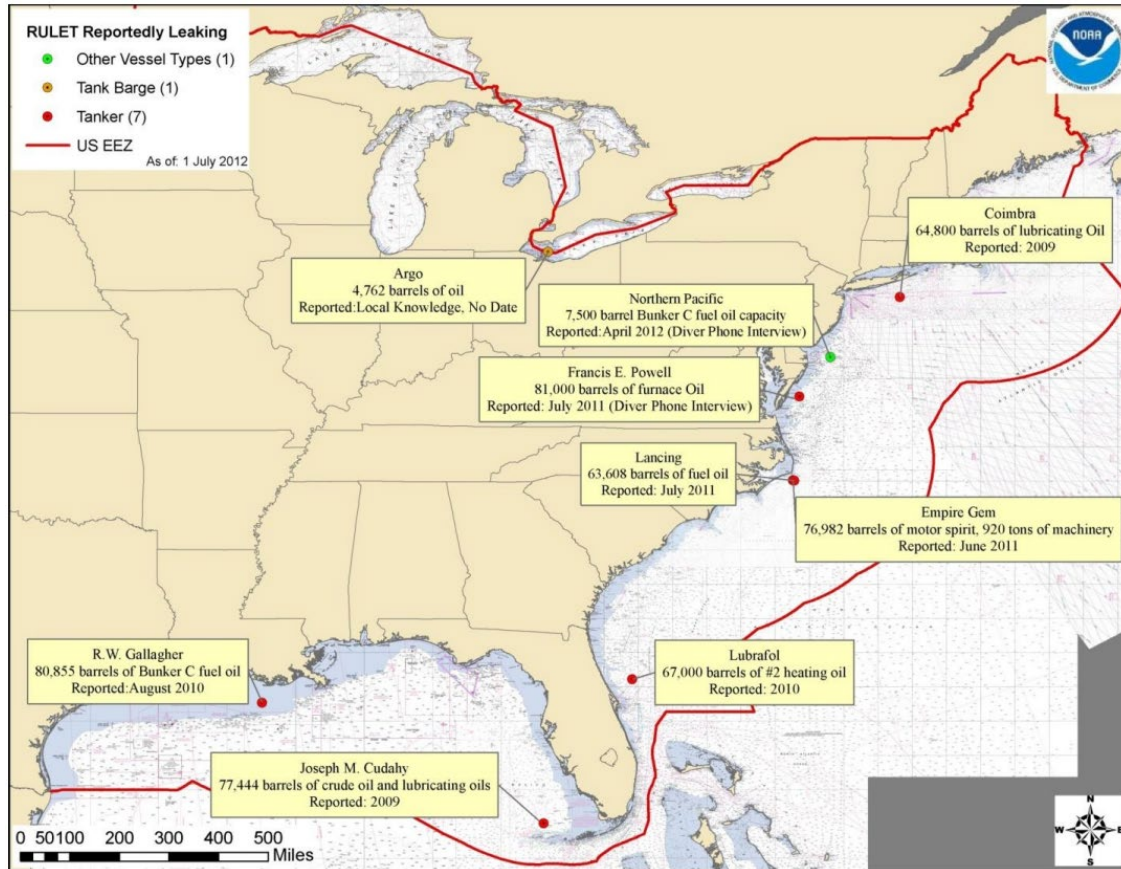 RULET Reportedly Leaking
Other Vessel Types (1)
Tank Barge (1)
Tanker (7)
US EEZ
As of: 1 July 2012
NOAA
Coimbra
64,800 barrels of lubricating Oil
Reported: 2009
Argo
4,762 barrels of oil
Reported:Local Knowledge, No Date
Northern Pacific
7,500 barrel Bunker C fuel oil capacity
Reported:April 2012 (Diver Phone Interview)
Francis E. Powell
81,000 barrels of furnace Oil
Reported: July 2011 (Diver Phone Interview)
Lancing
63,608 barrels of fuel oil
Reported: July 2011
Empire Gem
76,982 barrels of motor spirit, 920 tons of machinery
Reported: June 2011
R.W. Gallagher
80,855 barrels of Bunker C fuel oil
Reported:August 2010
Lubrafol
67,000 barrels of #2 heating oil
Reported: 2010
Joseph M. Cudahy
77,444 barrels of crude oil and lubricating oils
Reported: 2009
0 50 100 200 300 400 500
Miles
N
W E
S